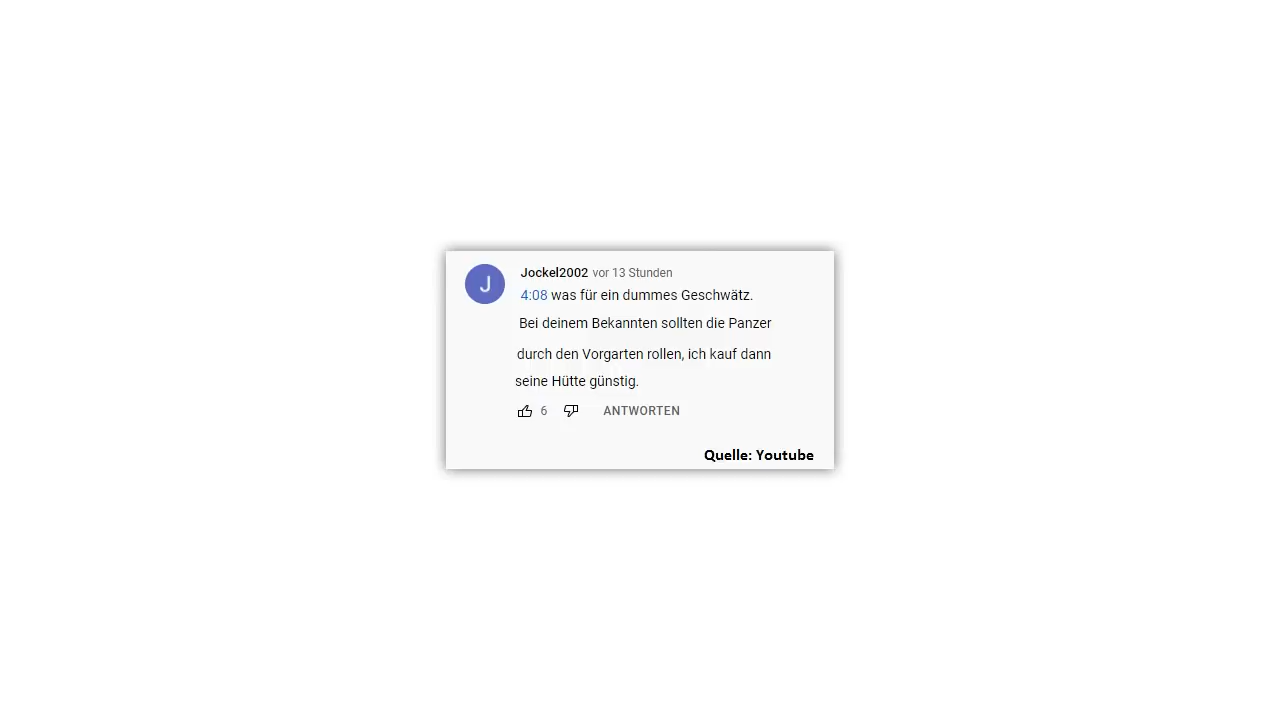 J
Jockel2002 vor 13 Stunden
4:08 was für ein dummes Geschwätz.
Bei deinem Bekannten sollten die Panzer
durch den Vorgarten rollen, ich kauf dann
seine Hütte günstig.
6 ANTWORTEN
Quelle: Youtube